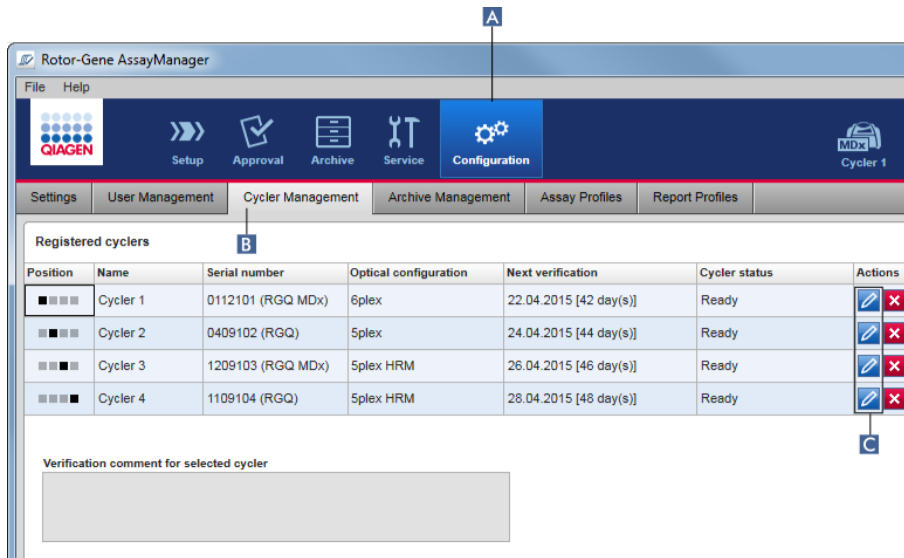 A
Rotor-Gene AssayManager
File Help
QIAGEN
Setup Approval Archive Service Configuration
MDx
Cycler 1
Settings User Management Cycler Management Archive Management Assay Profiles Report Profiles
B
Registered cyclers
Position Name Serial number Optical configuration Next verification Cycler status Actions
Cycler 1 0112101 (RGQ MDx) 6plex 22.04.2015 [42 day(s)] Ready
Cycler 2 0409102 (RGQ) 5plex 24.04.2015 [44 day(s)] Ready
Cycler 3 1209103 (RGQ MDx) 5plex HRM 26.04.2015 [46 day(s)] Ready
Cycler 4 1109104 (RGQ) 5plex HRM 28.04.2015 [48 day(s)] Ready
C
Verification comment for selected cycler